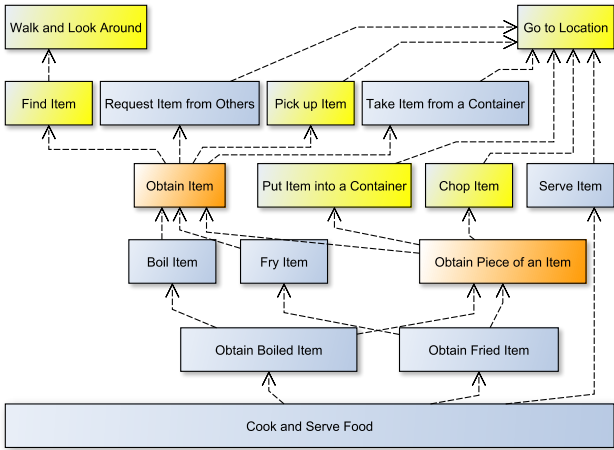 Walk and Look Around
Go to Location
Find Item
Request Item from Others
Pick up Item
Take Item from a Container
Obtain Item
Put Item into a Container
Chop Item
Serve Item
Boil Item
Fry Item
Obtain Piece of an Item
Obtain Boiled Item
Obtain Fried Item
Cook and Serve Food